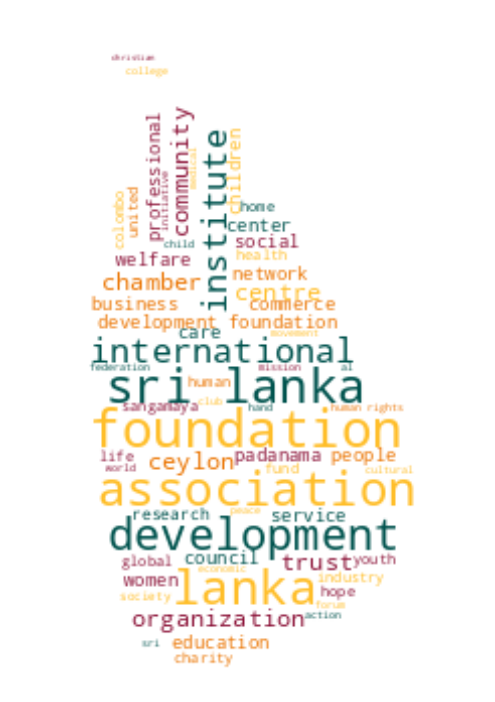 christian
college
professional
community
institute
children
medical
initiative
colombo
united
home
center
child
social
welfare
health
network
chamber
centre
business
commerce
development foundation
care
movement
international
federation
mission
al
sri lanka
human
club
sangamaya
hand
human rights
foundation
life
padanama
people
world
ceylon
fund
cultural
association
research
peace
service
development
global
council
trust
youth
economic
women
lanka
industry
hope
society
forum
organization
action
sri
education
charity